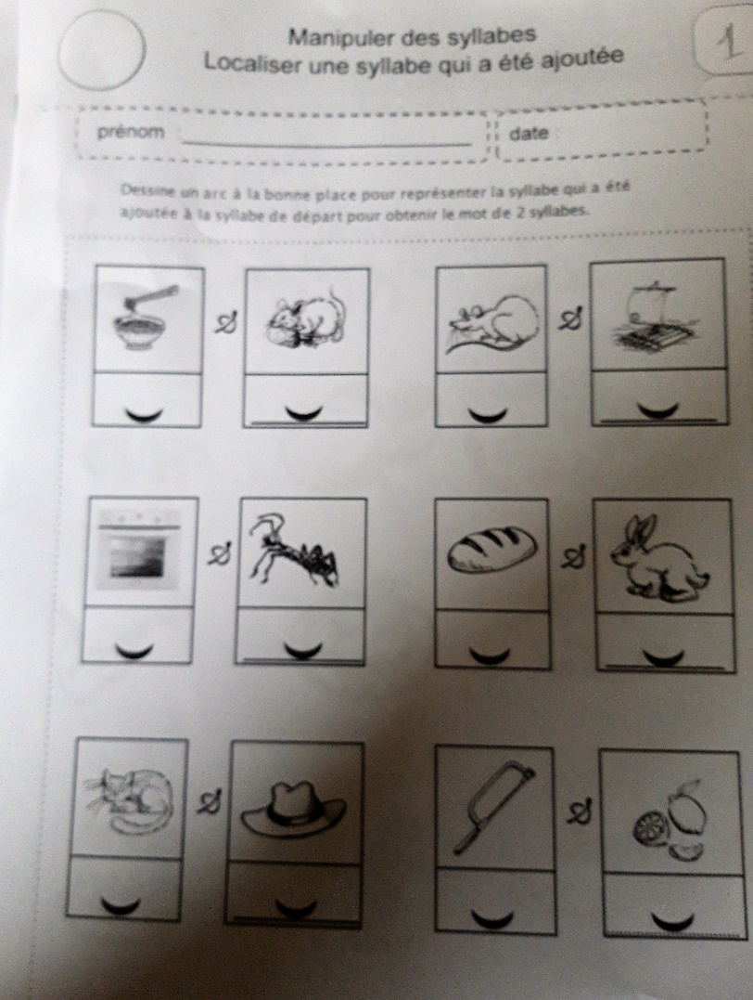 Manipuler des syllabes
Localiser une syllabe qui a été ajoutée
1
prénom
date :
Dessine un arc à la bonne place pour représenter la syllabe qui a été
ajoutée à la syllabe de départ pour obtenir le mot de 2 syllabes.